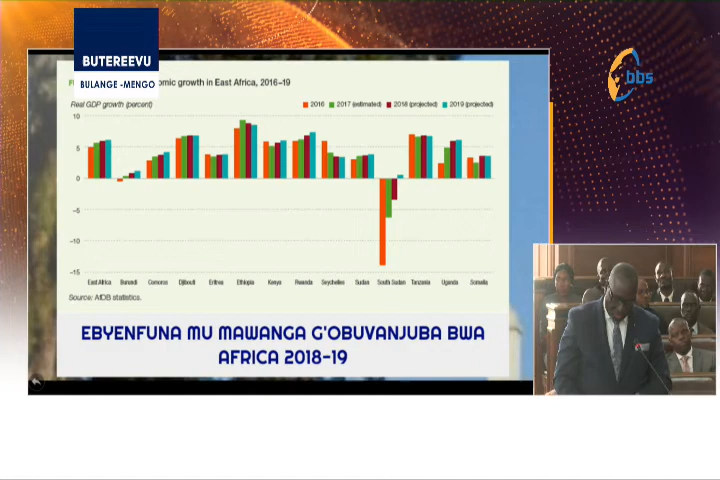 BUTEREEVU
BULANGE -MENGO
bbs
omic growth in East Africa, 2016–19
Real GDP growth (percent)
2016 2017 (estimated) 2018 (projected) 2019 (projected)
10
5
0
−5
−10
−15
East Africa Burundi Comoros Djibouti Eritrea Ethiopia Kenya Rwanda Seychelles Sudan South Sudan Tanzania Uganda Somalia
Source: AfDB statistics.
EBYENFUNA MU MAWANGA G'OBUVANJUBA BWA
AFRICA 2018-19